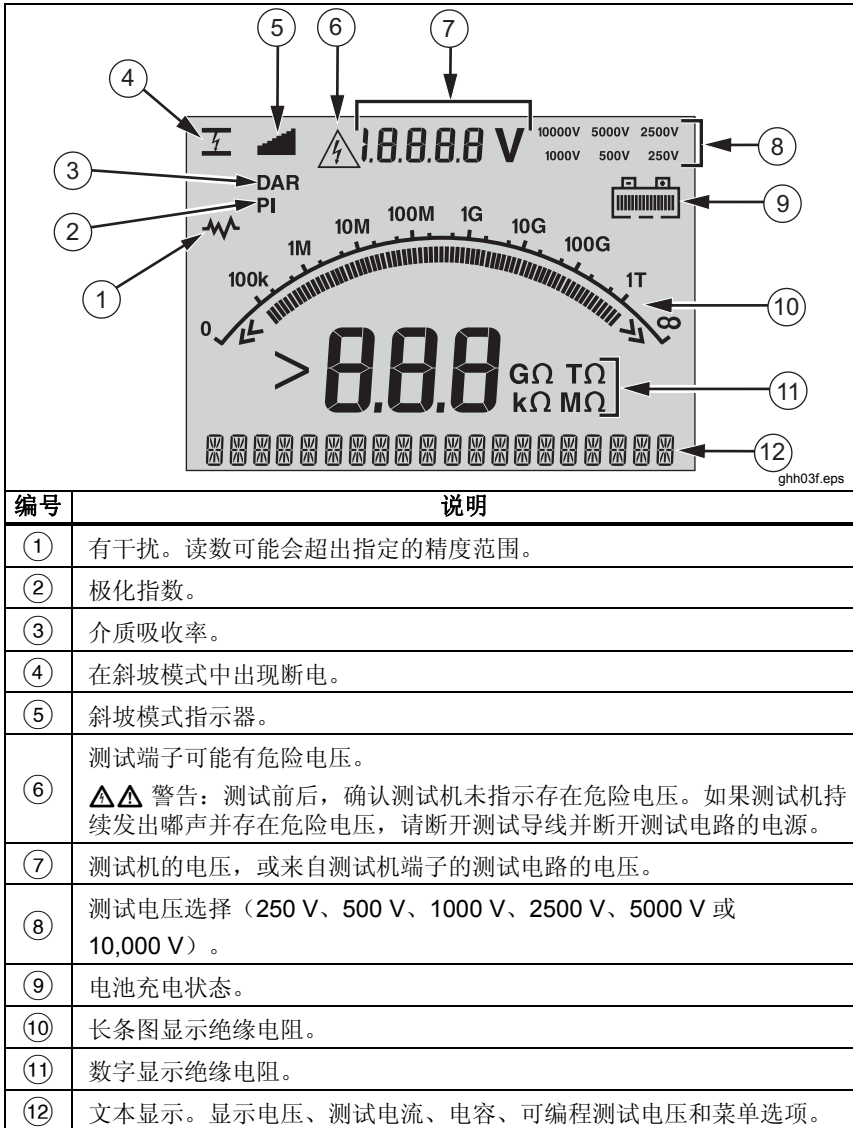 5 6 7
4
18.8.8.8 V 10000V 5000V 2500V
1000V 500V 250V
8
3
DAR
2
PI
9
1
0 100k 1M 10M 100M 1G 10G 100G 1T ∞
10
> 8.8.8 GΩ TΩ
kΩ MΩ
11
12
ghh03f.eps
编号 说明
① 有干扰。读数可能会超出指定的精度范围。
② 极化指数。
③ 介质吸收率。
④ 在斜坡模式中出现断电。
⑤ 斜坡模式指示器。
⑥ 测试端子可能有危险电压。
警告：测试前后，确认测试机未指示存在危险电压。如果测试机持
续发出嘟声并存在危险电压，请断开测试导线并断开测试电路的电源。
⑦ 测试机的电压，或来自测试机端子的测试电路的电压。
⑧ 测试电压选择（250 V、500 V、1000 V、2500 V、5000 V 或
10,000 V）。
⑨ 电池充电状态。
⑩ 长条图显示绝缘电阻。
⑪ 数字显示绝缘电阻。
⑫ 文本显示。显示电压、测试电流、电容、可编程测试电压和菜单选项。